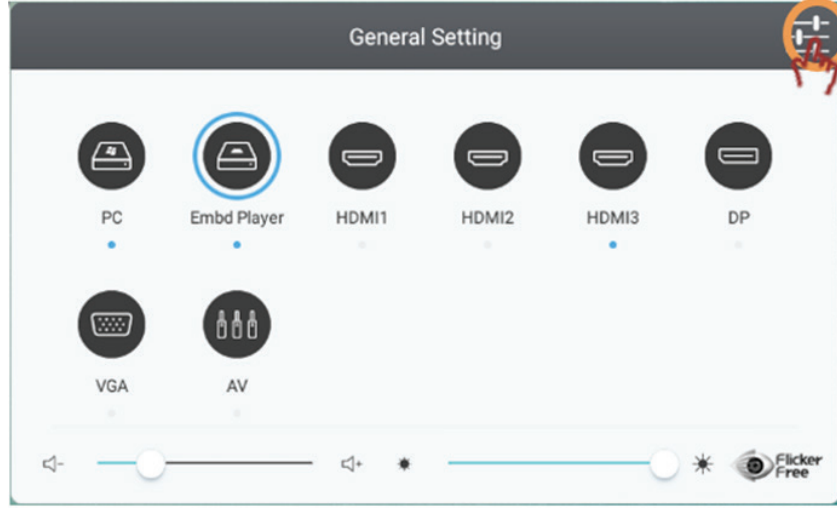 General Setting
PC
Embd Player
HDMI1
HDMI2
HDMI3
DP
VGA
AV
Flicker
Free